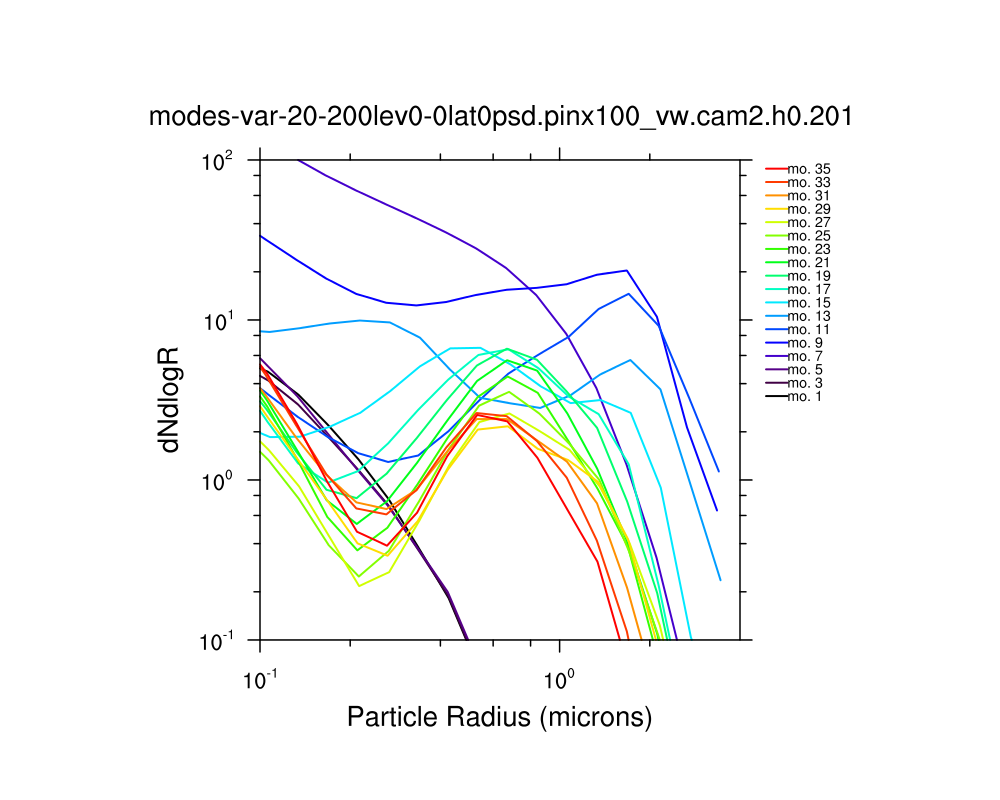 modes-var-20-200lev0-0lat0psd.pinx100_vw.cam2.h0.201
10²
10¹
10⁰
10⁻¹
dNdlogR
10⁻¹
10⁰
Particle Radius (microns)
mo. 35
mo. 33
mo. 31
mo. 29
mo. 27
mo. 25
mo. 23
mo. 21
mo. 19
mo. 17
mo. 15
mo. 13
mo. 11
mo. 9
mo. 7
mo. 5
mo. 3
mo. 1